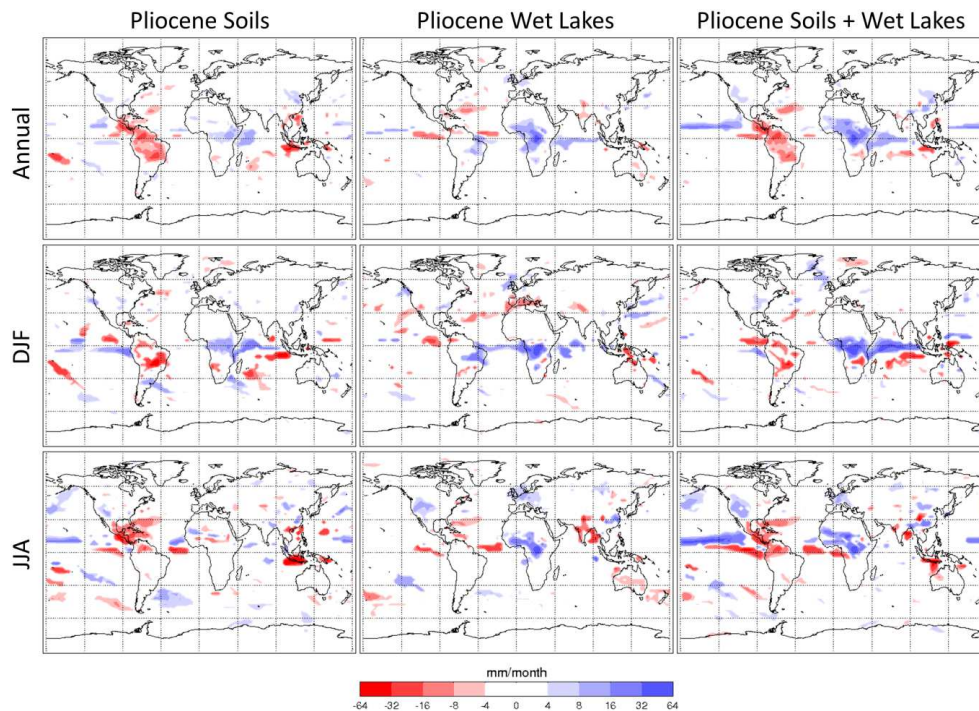 Pliocene Soils
Pliocene Wet Lakes
Pliocene Soils + Wet Lakes
Annual
DJF
JJA
mm/month
-64 -32 -16 -8 -4 0 4 8 16 32 64